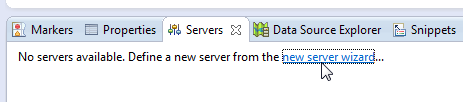 Markers Properties Servers Data Source Explorer Snippets
No servers available. Define a new server from the new server wizard...